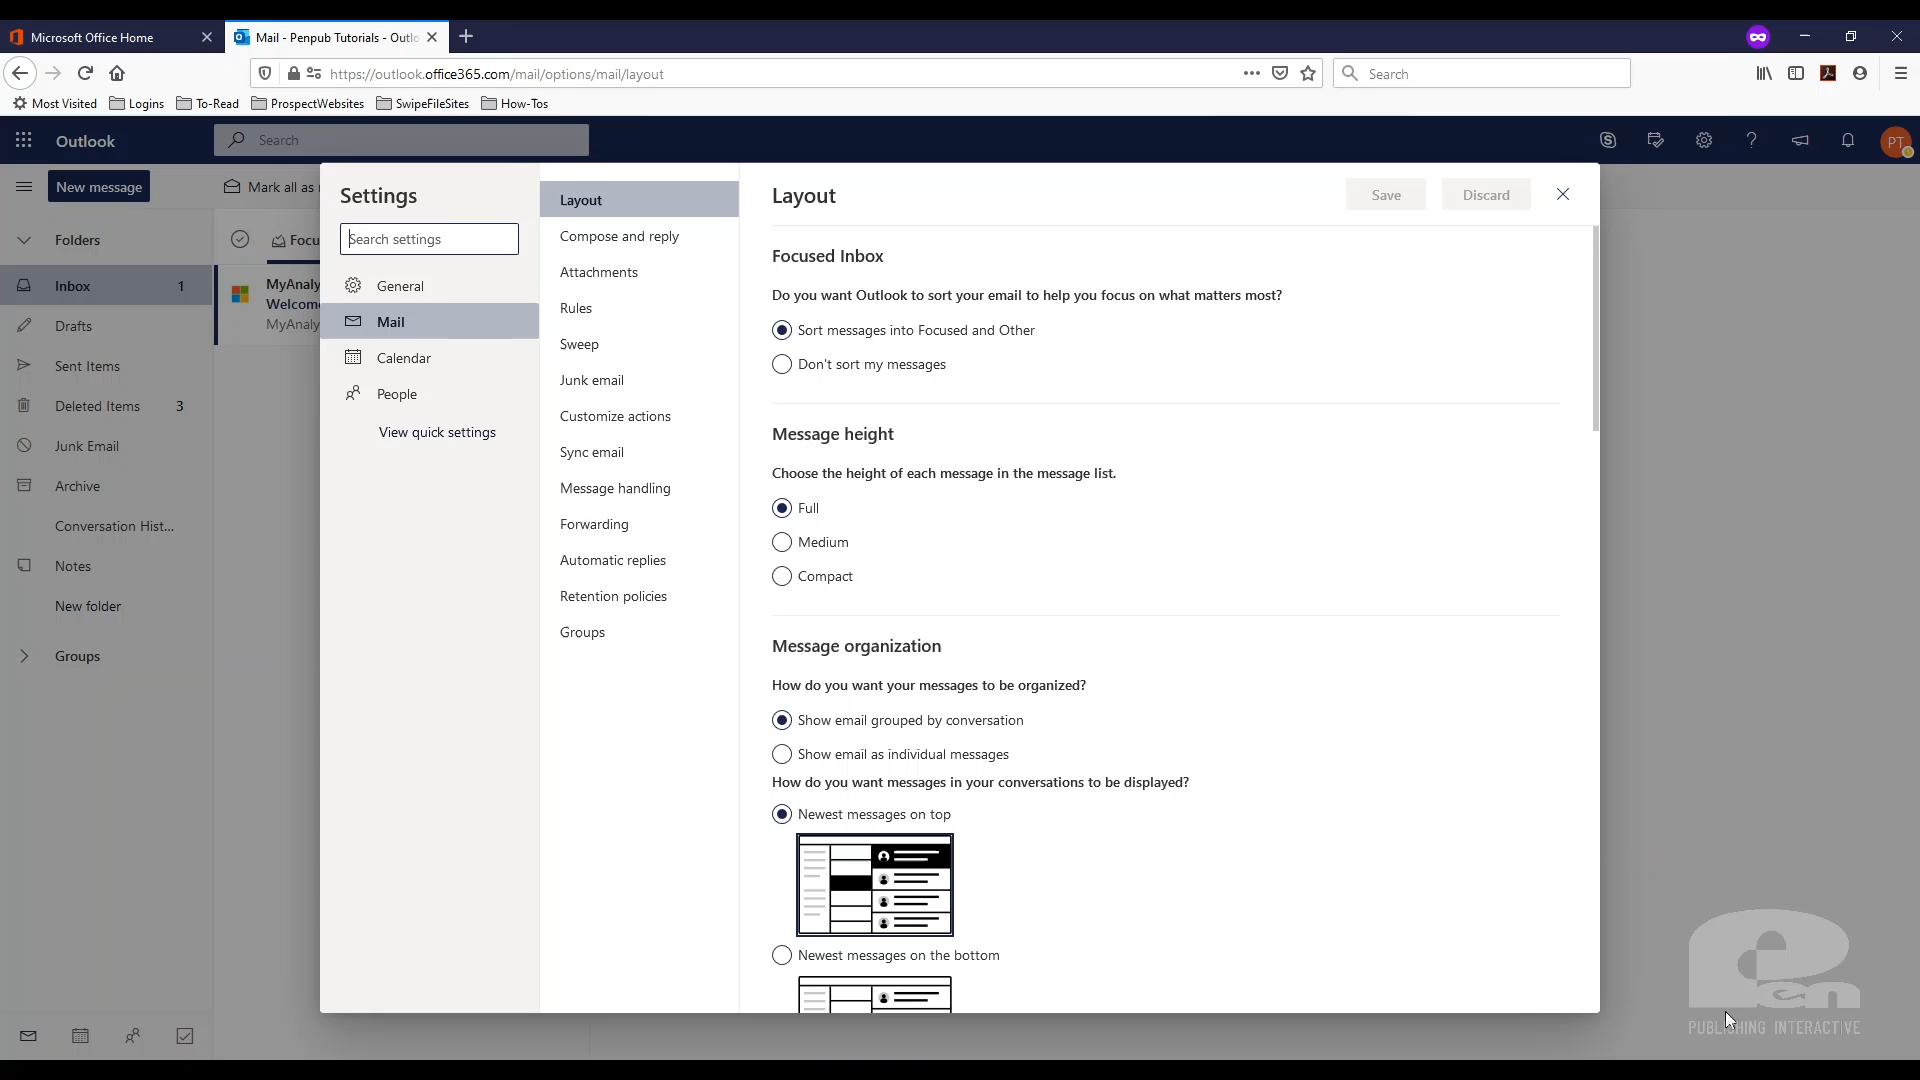 Microsoft Office Home
Mail - Penpub Tutorials - Outlo
https://outlook.office365.com/mail/options/mail/layout
Search
Most Visited
Logins
To-Read
ProspectWebsites
SwipeFileSites
How-Tos
Outlook
Search
PT
New message
Mark all as
Folders
Inbox 1
Drafts
Sent Items
Deleted Items 3
Junk Email
Archive
Conversation Hist...
Notes
New folder
Groups
Focu
MyAnaly
Welcom
MyAnaly
Settings
Search settings
General
Mail
Calendar
People
View quick settings
Layout
Compose and reply
Attachments
Rules
Sweep
Junk email
Customize actions
Sync email
Message handling
Forwarding
Automatic replies
Retention policies
Groups
Layout
Save
Discard
Focused Inbox
Do you want Outlook to sort your email to help you focus on what matters most?
Sort messages into Focused and Other
Don't sort my messages
Message height
Choose the height of each message in the message list.
Full
Medium
Compact
Message organization
How do you want your messages to be organized?
Show email grouped by conversation
Show email as individual messages
How do you want messages in your conversations to be displayed?
Newest messages on top
Newest messages on the bottom
Pen
PUBLISHING INTERACTIVE